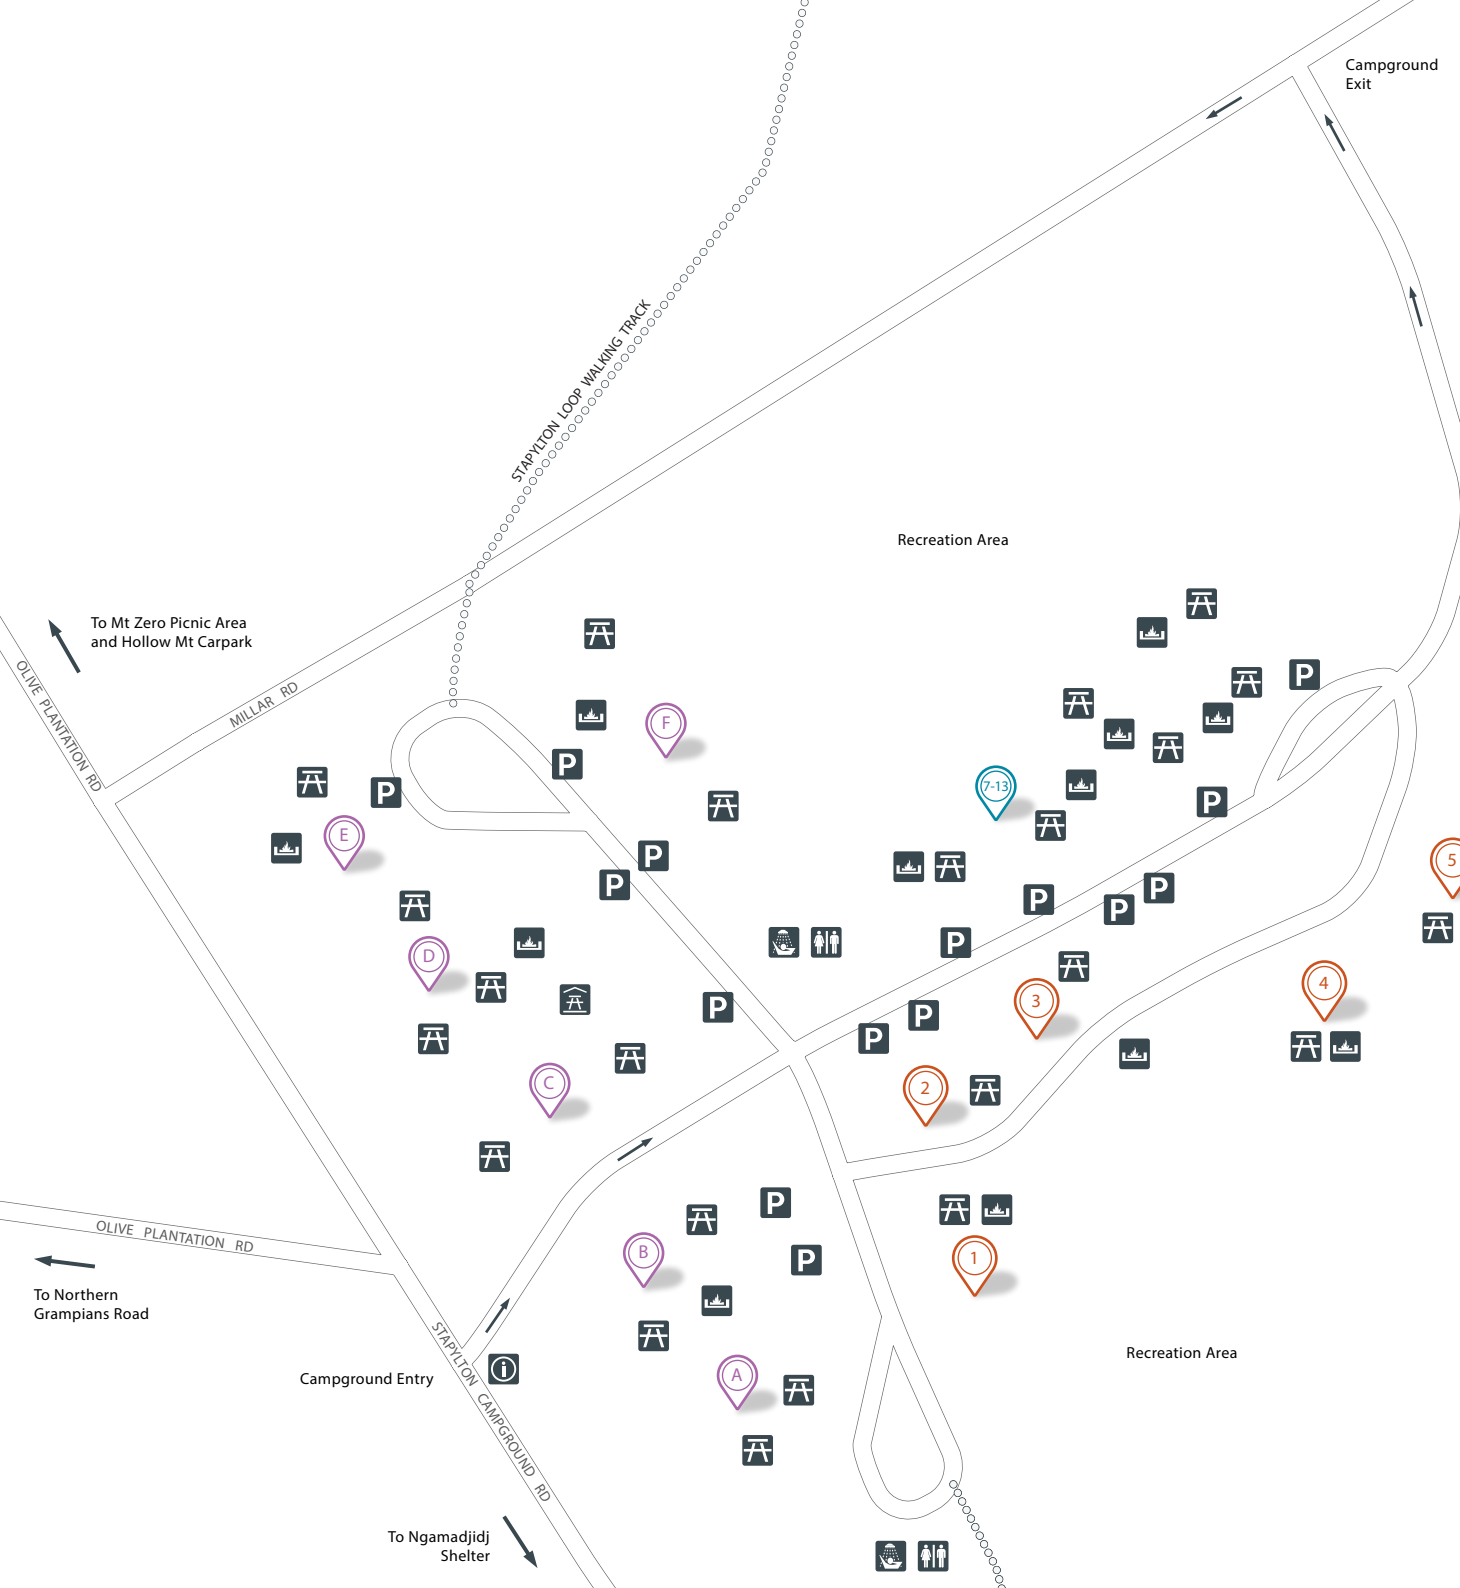 Campground
Exit
STAPYLTON LOOP WALKING TRACK
Recreation Area
To Mt Zero Picnic Area
and Hollow Mt Carpark
OLIVE PLANTATION RD
MILLAR RD
P
F
P
P
7-13
P
E
P
P
5
P
P
P
P
D
P
4
P
3
P
P
C
2
P
OLIVE PLANTATION RD
B
P
1
To Northern
Grampians Road
STAPYLTON CAMPGROUND RD
Campground Entry
i
A
Recreation Area
To Ngamadjidj
Shelter